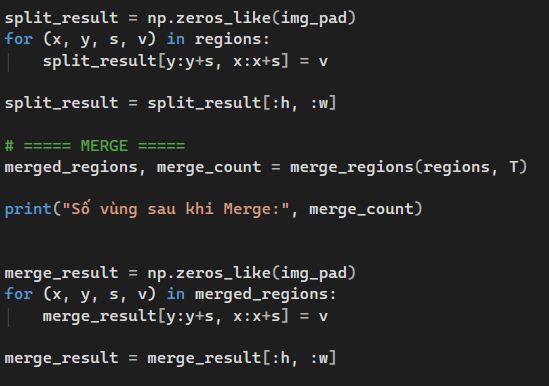 split_result = np.zeros_like(img_pad)
for (x, y, s, v) in regions:
    split_result[y:y+s, x:x+s] = v

split_result = split_result[:h, :w]

# ===== MERGE =====
merged_regions, merge_count = merge_regions(regions, T)

print("Số vùng sau khi Merge:", merge_count)


merge_result = np.zeros_like(img_pad)
for (x, y, s, v) in merged_regions:
    merge_result[y:y+s, x:x+s] = v

merge_result = merge_result[:h, :w]